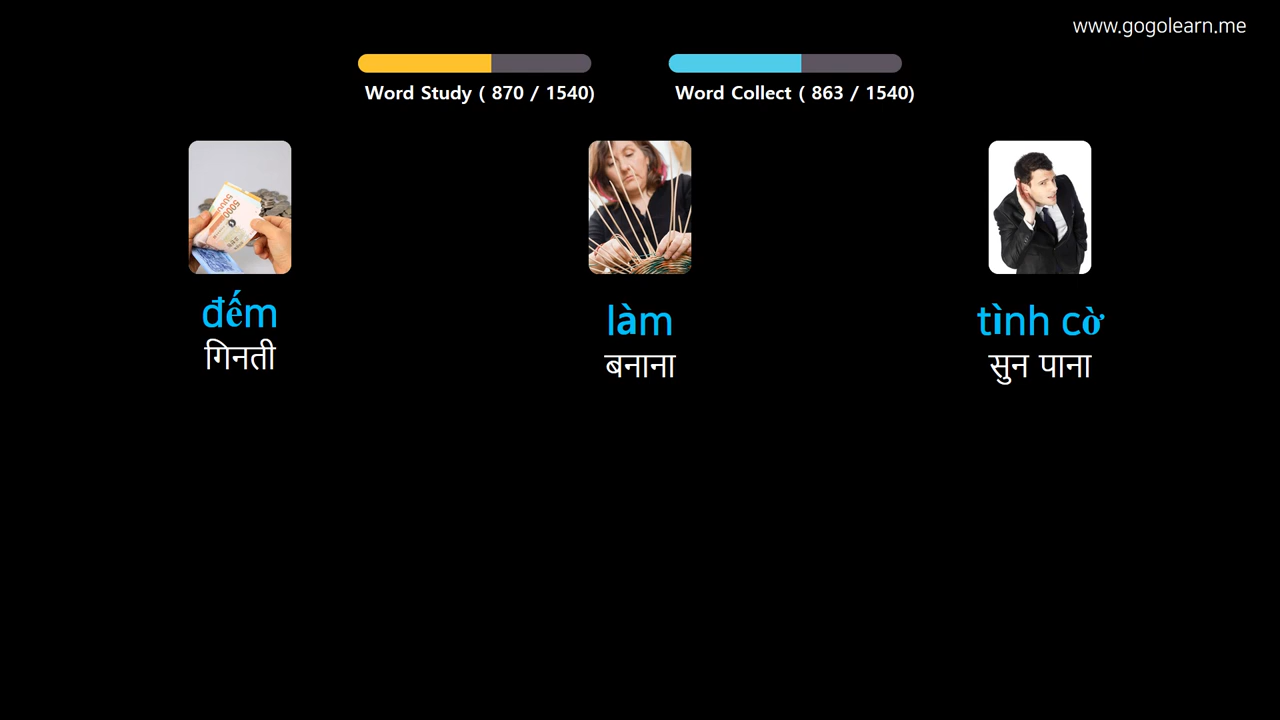 www.gogolearn.me
Word Study ( 870 / 1540)
Word Collect ( 863 / 1540)
đếm
गिनती
làm
बनाना
tình cờ
सुन पाना